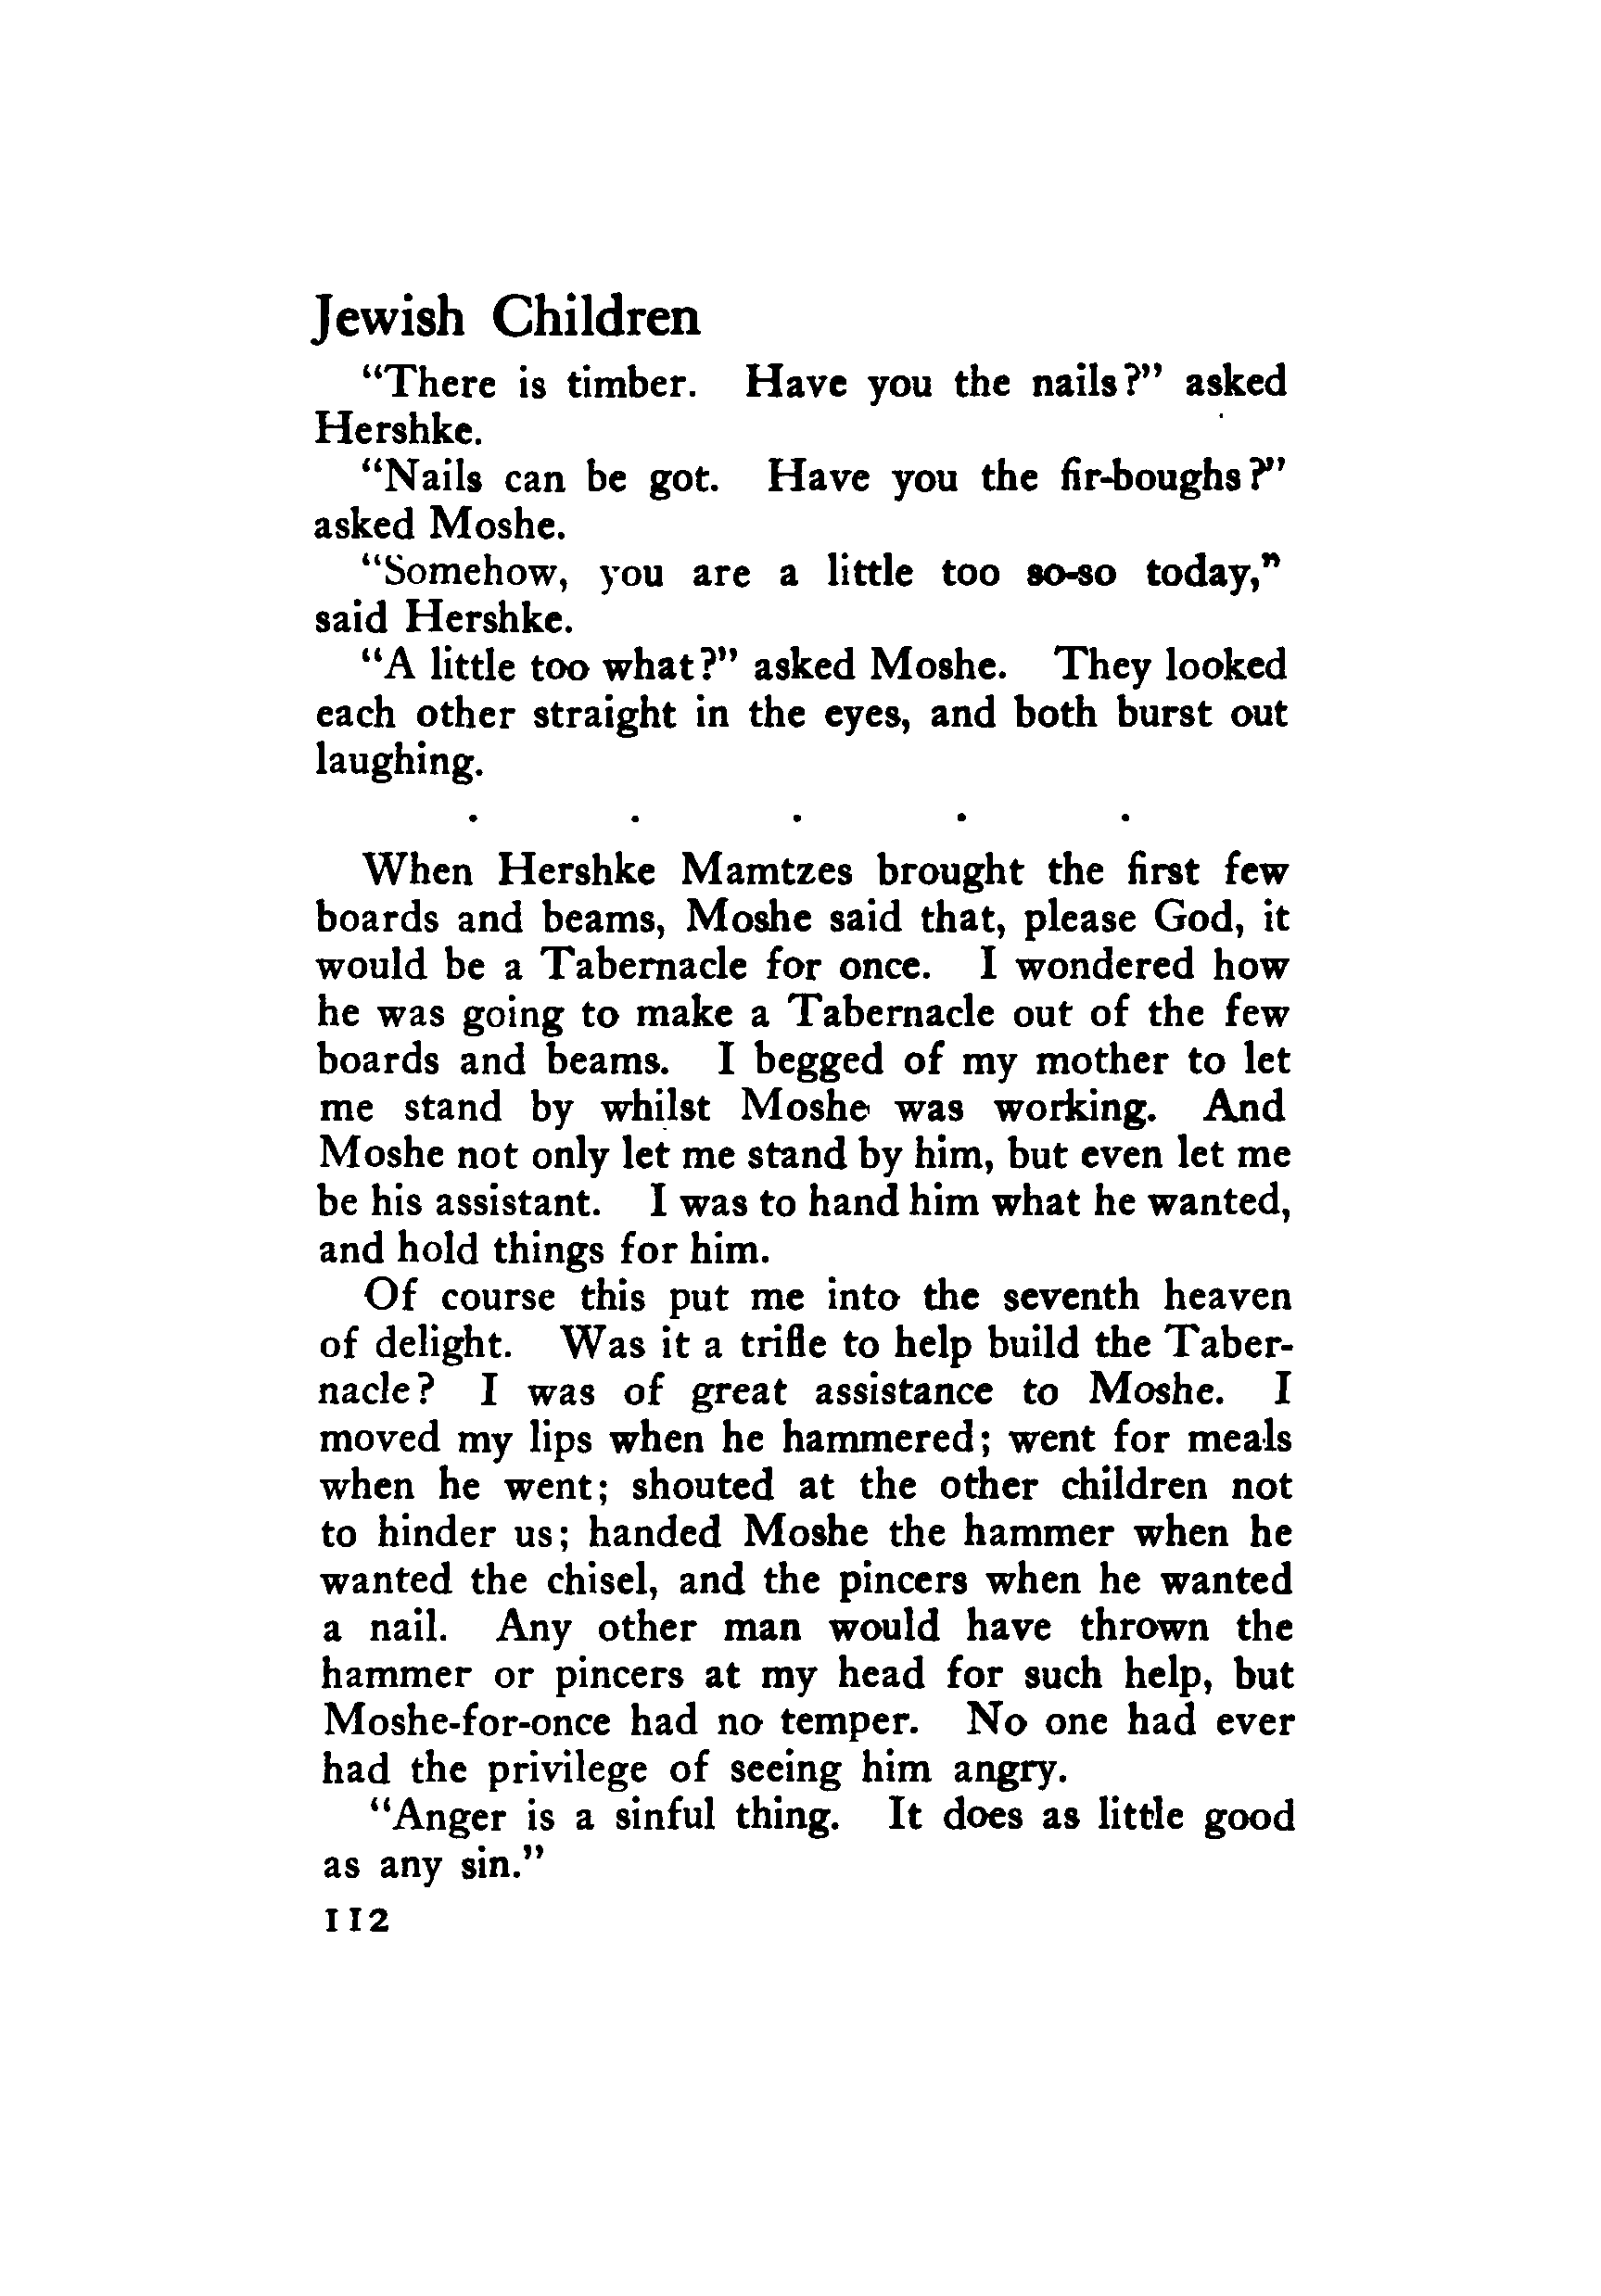 Jewish Children
"There is timber. Have you the nails?" asked
Hershke.
"Nails can be got. Have you the fir-boughs?"
asked Moshe.
"Somehow, you are a little too so-so today,"
said Hershke.
"A little too what?" asked Moshe. They looked
each other straight in the eyes, and both burst out
laughing.
. . . . .
When Hershke Mamtzes brought the first few
boards and beams, Moshe said that, please God, it
would be a Tabernacle for once. I wondered how
he was going to make a Tabernacle out of the few
boards and beams. I begged of my mother to let
me stand by whilst Moshe was working. And
Moshe not only let me stand by him, but even let me
be his assistant. I was to hand him what he wanted,
and hold things for him.
Of course this put me into the seventh heaven
of delight. Was it a trifle to help build the Taber-
nacle? I was of great assistance to Moshe. I
moved my lips when he hammered; went for meals
when he went; shouted at the other children not
to hinder us; handed Moshe the hammer when he
wanted the chisel, and the pincers when he wanted
a nail. Any other man would have thrown the
hammer or pincers at my head for such help, but
Moshe-for-once had no temper. No one had ever
had the privilege of seeing him angry.
"Anger is a sinful thing. It does as little good
as any sin."
112